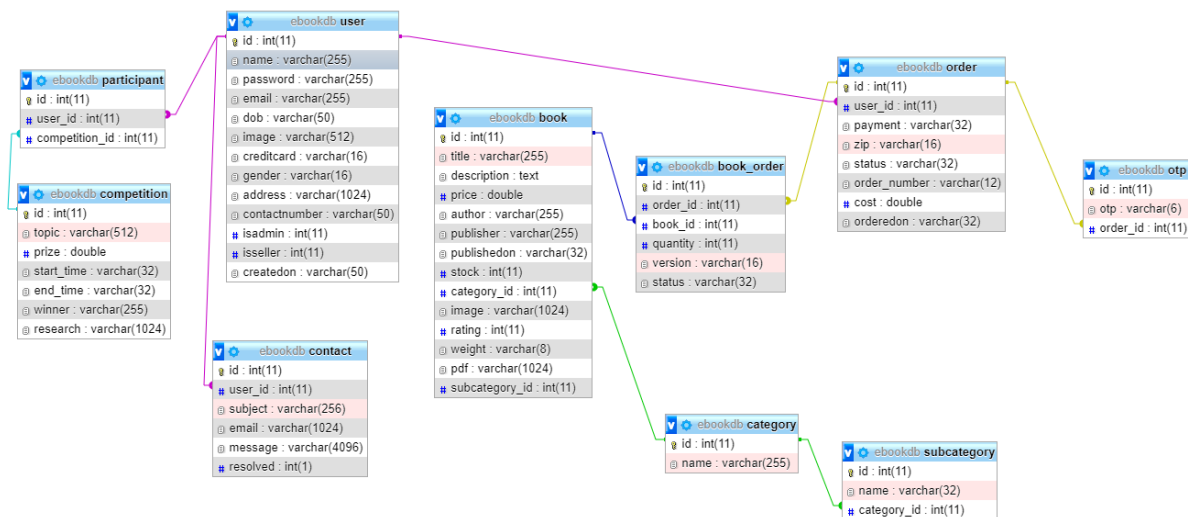 ebookdb participant
id : int(11)
user_id : int(11)
competition_id : int(11)
ebookdb competition
id : int(11)
topic : varchar(512)
prize : double
start_time : varchar(32)
end_time : varchar(32)
winner : varchar(255)
research : varchar(1024)
ebookdb user
id : int(11)
name : varchar(255)
password : varchar(255)
email : varchar(255)
dob : varchar(50)
image : varchar(512)
creditcard : varchar(16)
gender : varchar(16)
address : varchar(1024)
contactnumber : varchar(50)
isadmin : int(11)
isseller : int(11)
createdon : varchar(50)
ebookdb contact
id : int(11)
user_id : int(11)
subject : varchar(256)
email : varchar(1024)
message : varchar(4096)
resolved : int(1)
ebookdb book
id : int(11)
title : varchar(255)
description : text
price : double
author : varchar(255)
publisher : varchar(255)
publishedon : varchar(32)
stock : int(11)
category_id : int(11)
image : varchar(1024)
rating : int(11)
weight : varchar(8)
pdf : varchar(1024)
subcategory_id : int(11)
ebookdb book_order
id : int(11)
order_id : int(11)
book_id : int(11)
quantity : int(11)
version : varchar(16)
status : varchar(32)
ebookdb category
id : int(11)
name : varchar(255)
ebookdb order
id : int(11)
user_id : int(11)
payment : varchar(32)
zip : varchar(16)
status : varchar(32)
order_number : varchar(12)
cost : double
orderedon : varchar(32)
ebookdb subcategory
id : int(11)
name : varchar(32)
category_id : int(11)
ebookdb otp
id : int(11)
otp : varchar(6)
order_id : int(11)